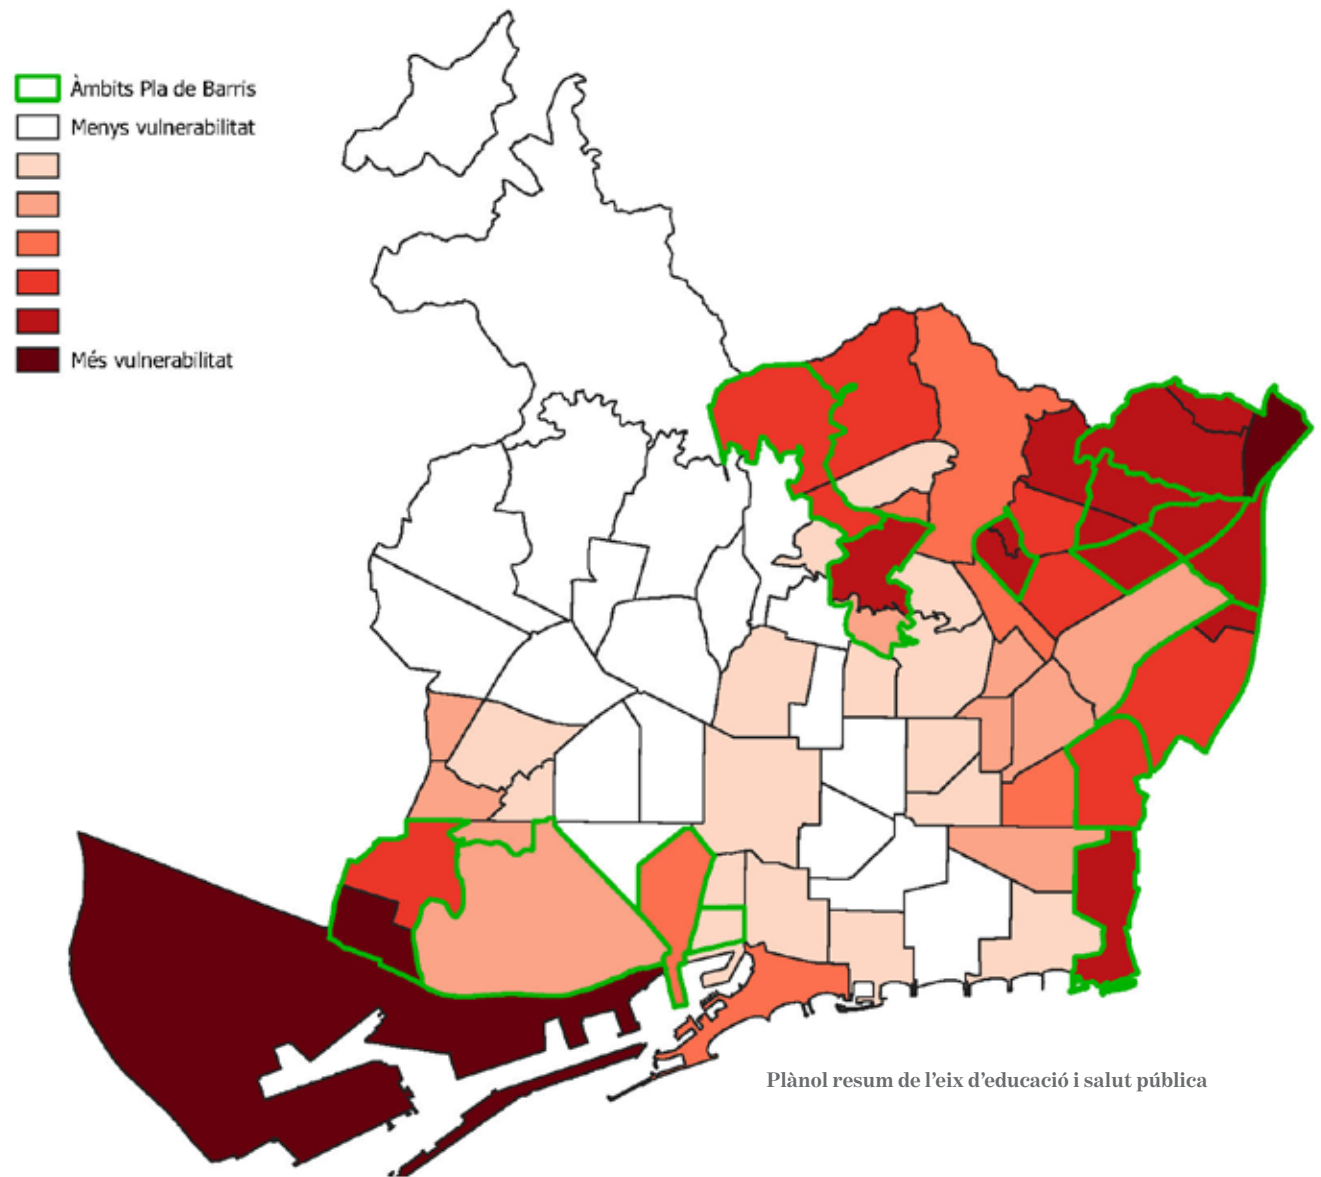 Àmbits Pla de Barris
Menys vulnerabilitat
Més vulnerabilitat
Plànol resum de l'eix d'educació i salut pública